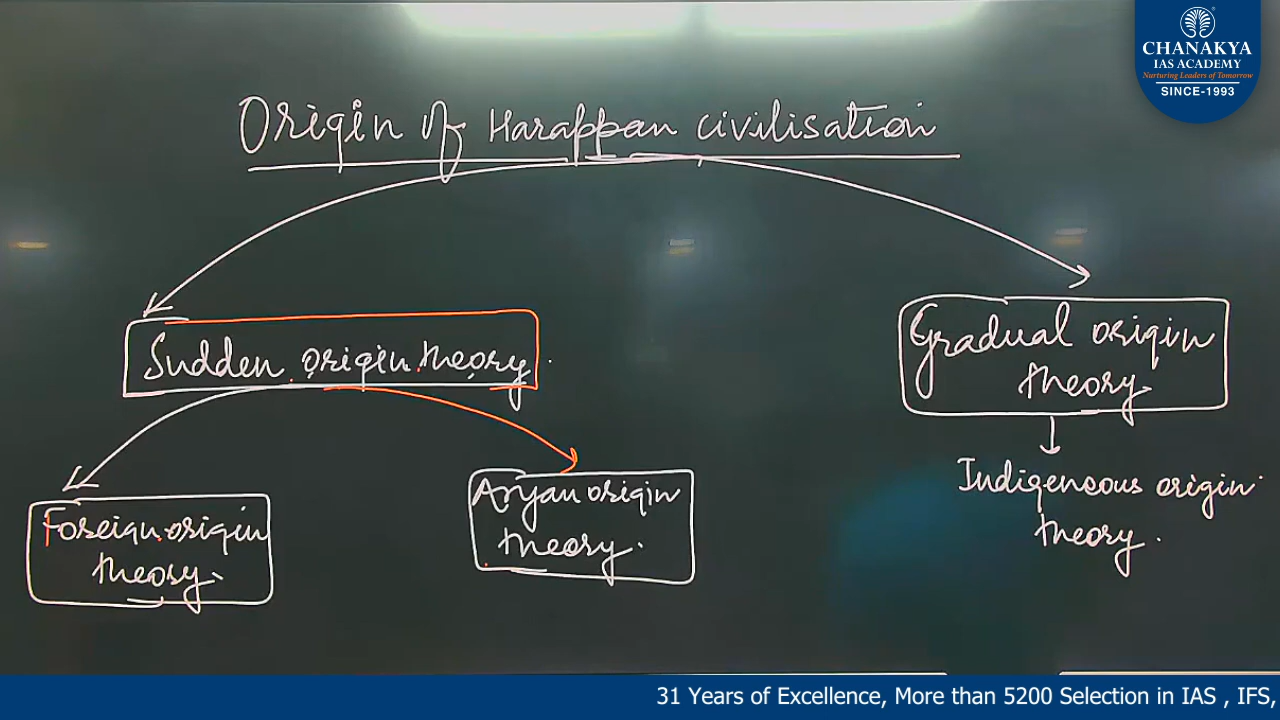 CHANAKYA
IAS ACADEMY
Nurturing Leaders of Tomorrow
SINCE-1993
Origin of Harappan civilisation
Sudden origin theory.
Gradual origin
theory.
Indigeneous origin
theory.
Foreign origin
theory.
Aryan origin
theory.
31 Years of Excellence, More than 5200 Selection in IAS , IFS,